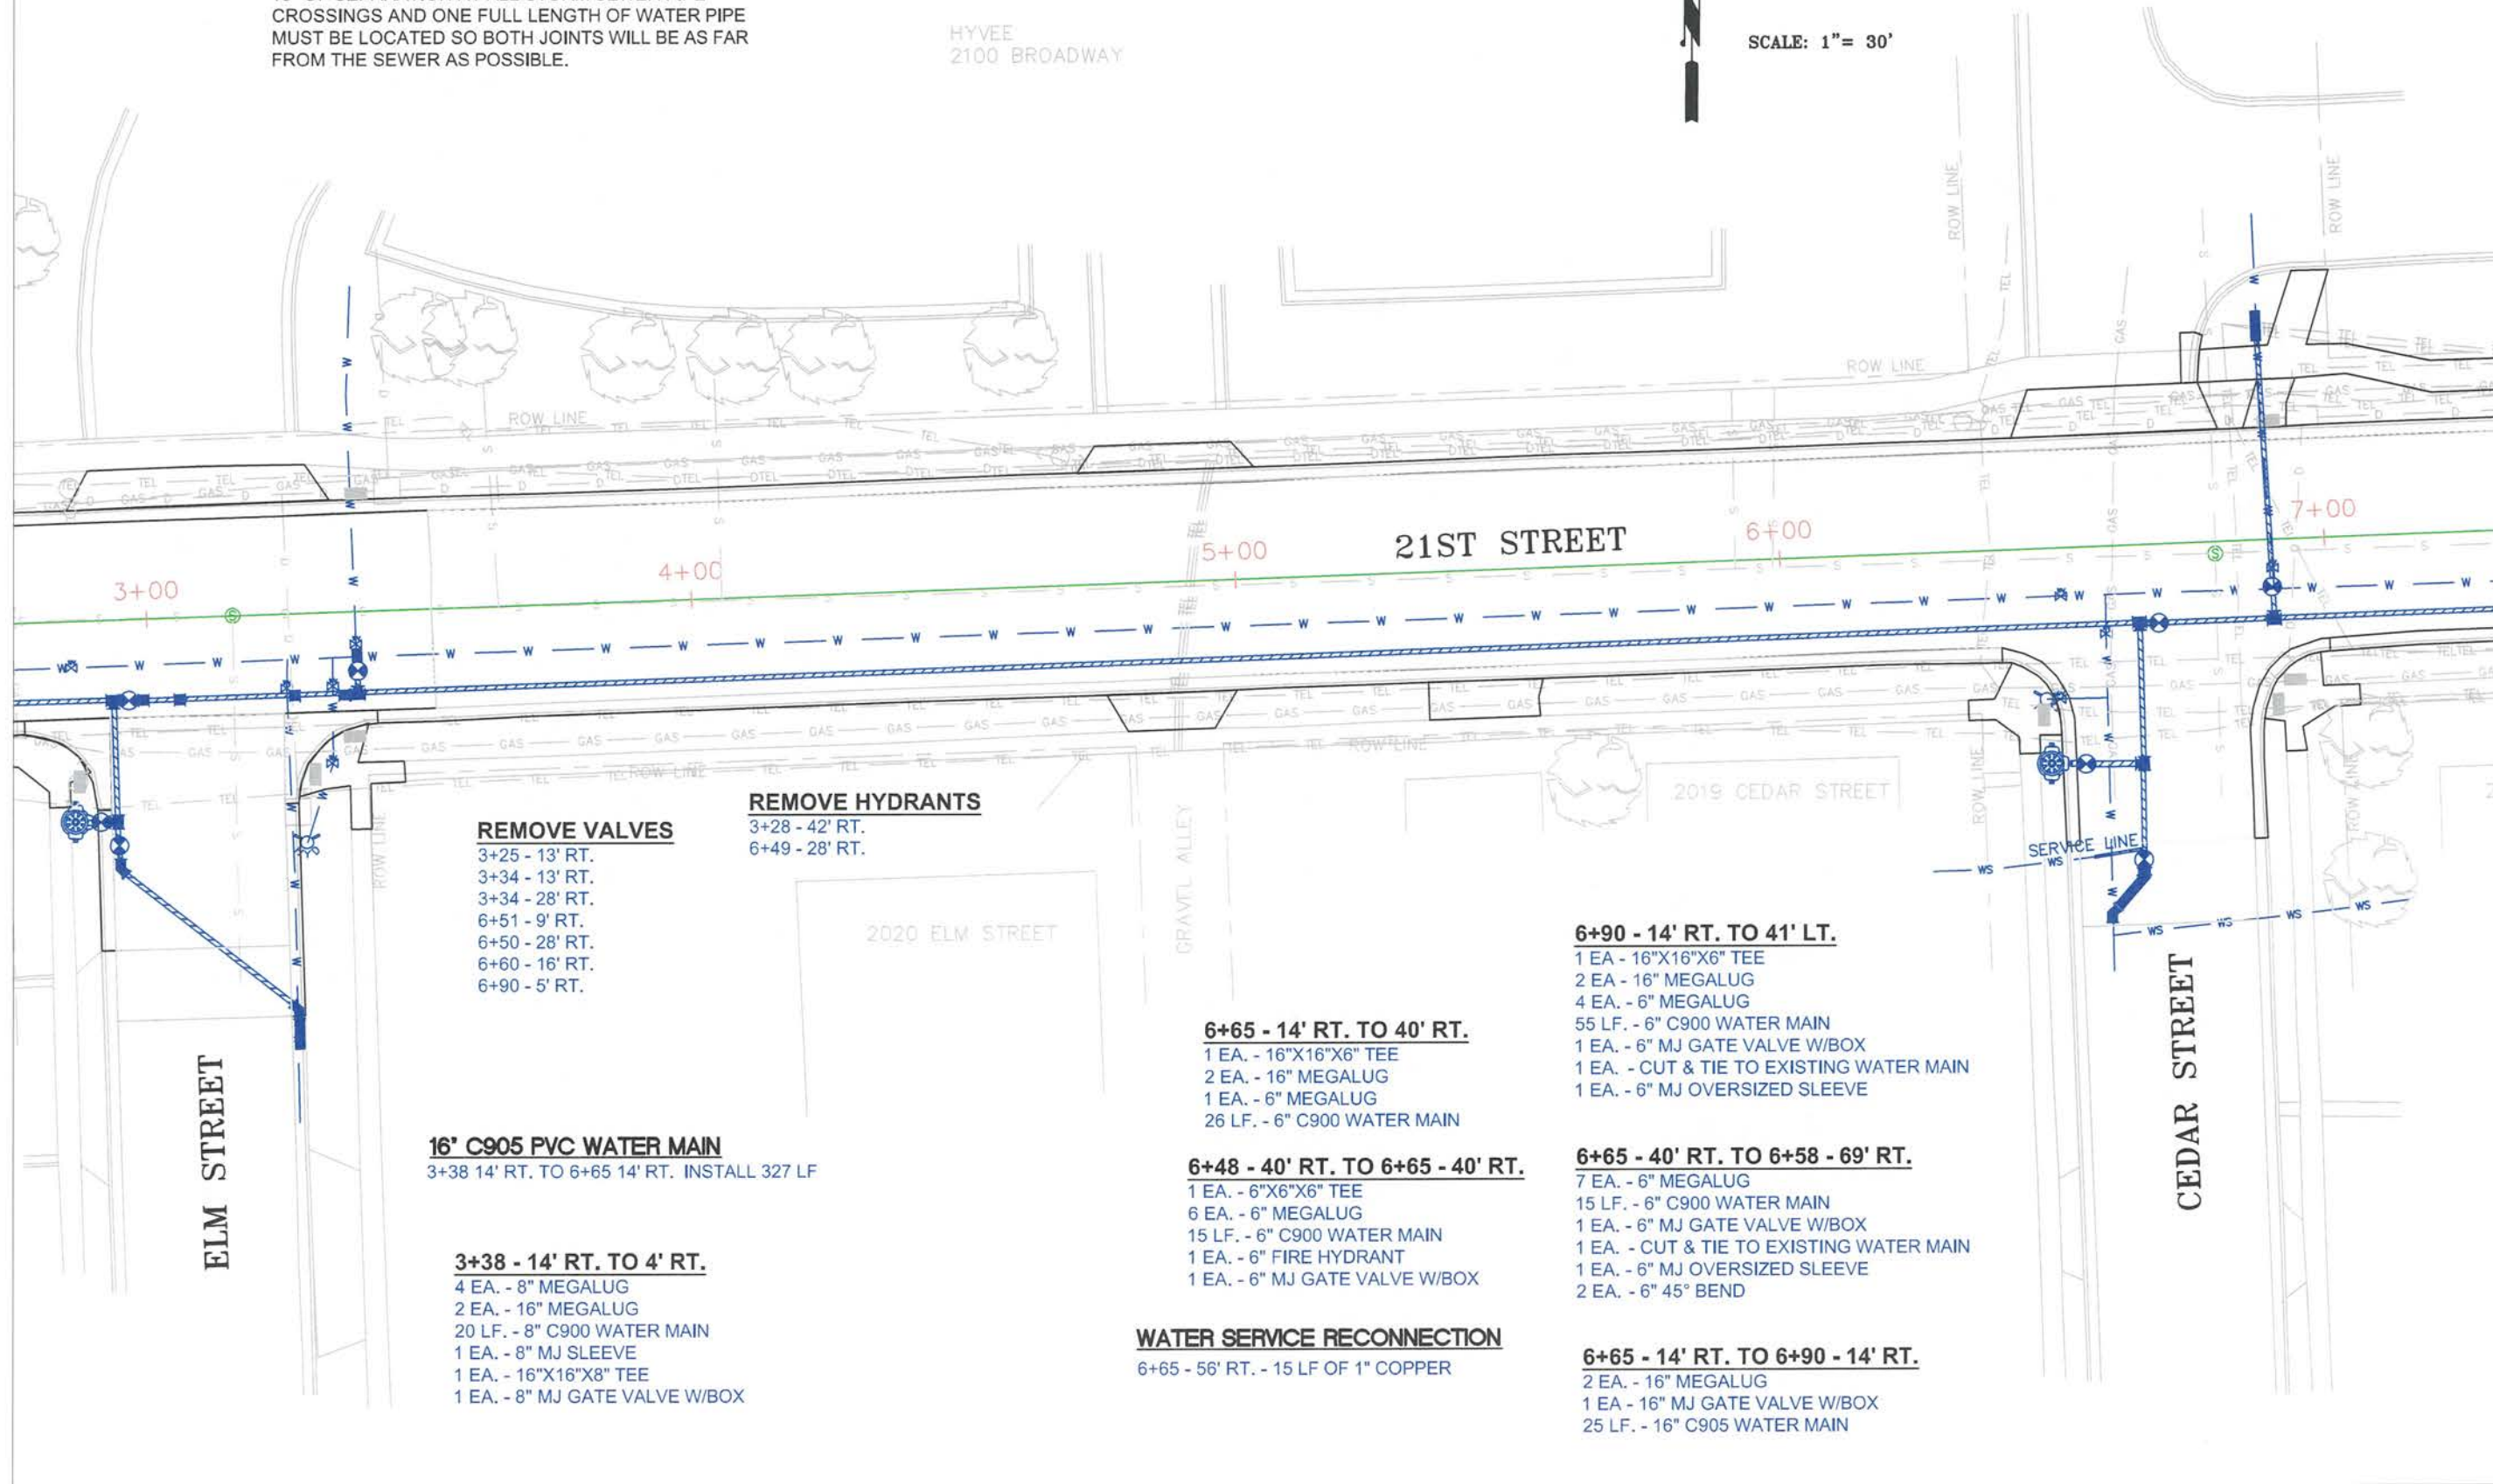 CROSSINGS AND ONE FULL LENGTH OF WATER PIPE
MUST BE LOCATED SO BOTH JOINTS WILL BE AS FAR
FROM THE SEWER AS POSSIBLE.
HYVEE
2100 BROADWAY
SCALE: 1"= 30'
ROW LINE
ROW LINE
ROW LINE
ROW LINE
3+00
4+00
5+00
21ST STREET
6+00
7+00
ROW LINE
ROW LINE
ROW LINE
ROW LINE
ROW LINE
GRAVEL ALLEY
2019 CEDAR STREET
2020 ELM STREET
SERVICE LINE
ELM STREET
CEDAR STREET
REMOVE VALVES
3+25 - 13' RT.
3+34 - 13' RT.
3+34 - 28' RT.
6+51 - 9' RT.
6+50 - 28' RT.
6+60 - 16' RT.
6+90 - 5' RT.
REMOVE HYDRANTS
3+28 - 42' RT.
6+49 - 28' RT.
16" C905 PVC WATER MAIN
3+38 14' RT. TO 6+65 14' RT. INSTALL 327 LF
3+38 - 14' RT. TO 4' RT.
4 EA. - 8" MEGALUG
2 EA. - 16" MEGALUG
20 LF. - 8" C900 WATER MAIN
1 EA. - 8" MJ SLEEVE
1 EA. - 16"X16"X8" TEE
1 EA. - 8" MJ GATE VALVE W/BOX
6+65 - 14' RT. TO 40' RT.
1 EA. - 16"X16"X6" TEE
2 EA. - 16" MEGALUG
1 EA. - 6" MEGALUG
26 LF. - 6" C900 WATER MAIN
6+48 - 40' RT. TO 6+65 - 40' RT.
1 EA. - 6"X6"X6" TEE
6 EA. - 6" MEGALUG
15 LF. - 6" C900 WATER MAIN
1 EA. - 6" FIRE HYDRANT
1 EA. - 6" MJ GATE VALVE W/BOX
WATER SERVICE RECONNECTION
6+65 - 56' RT. - 15 LF OF 1" COPPER
6+90 - 14' RT. TO 41' LT.
1 EA - 16"X16"X6" TEE
2 EA - 16" MEGALUG
4 EA. - 6" MEGALUG
55 LF. - 6" C900 WATER MAIN
1 EA. - 6" MJ GATE VALVE W/BOX
1 EA. - CUT & TIE TO EXISTING WATER MAIN
1 EA. - 6" MJ OVERSIZED SLEEVE
6+65 - 40' RT. TO 6+58 - 69' RT.
7 EA. - 6" MEGALUG
15 LF. - 6" C900 WATER MAIN
1 EA. - 6" MJ GATE VALVE W/BOX
1 EA. - CUT & TIE TO EXISTING WATER MAIN
1 EA. - 6" MJ OVERSIZED SLEEVE
2 EA. - 6" 45° BEND
6+65 - 14' RT. TO 6+90 - 14' RT.
2 EA. - 16" MEGALUG
1 EA - 16" MJ GATE VALVE W/BOX
25 LF. - 16" C905 WATER MAIN